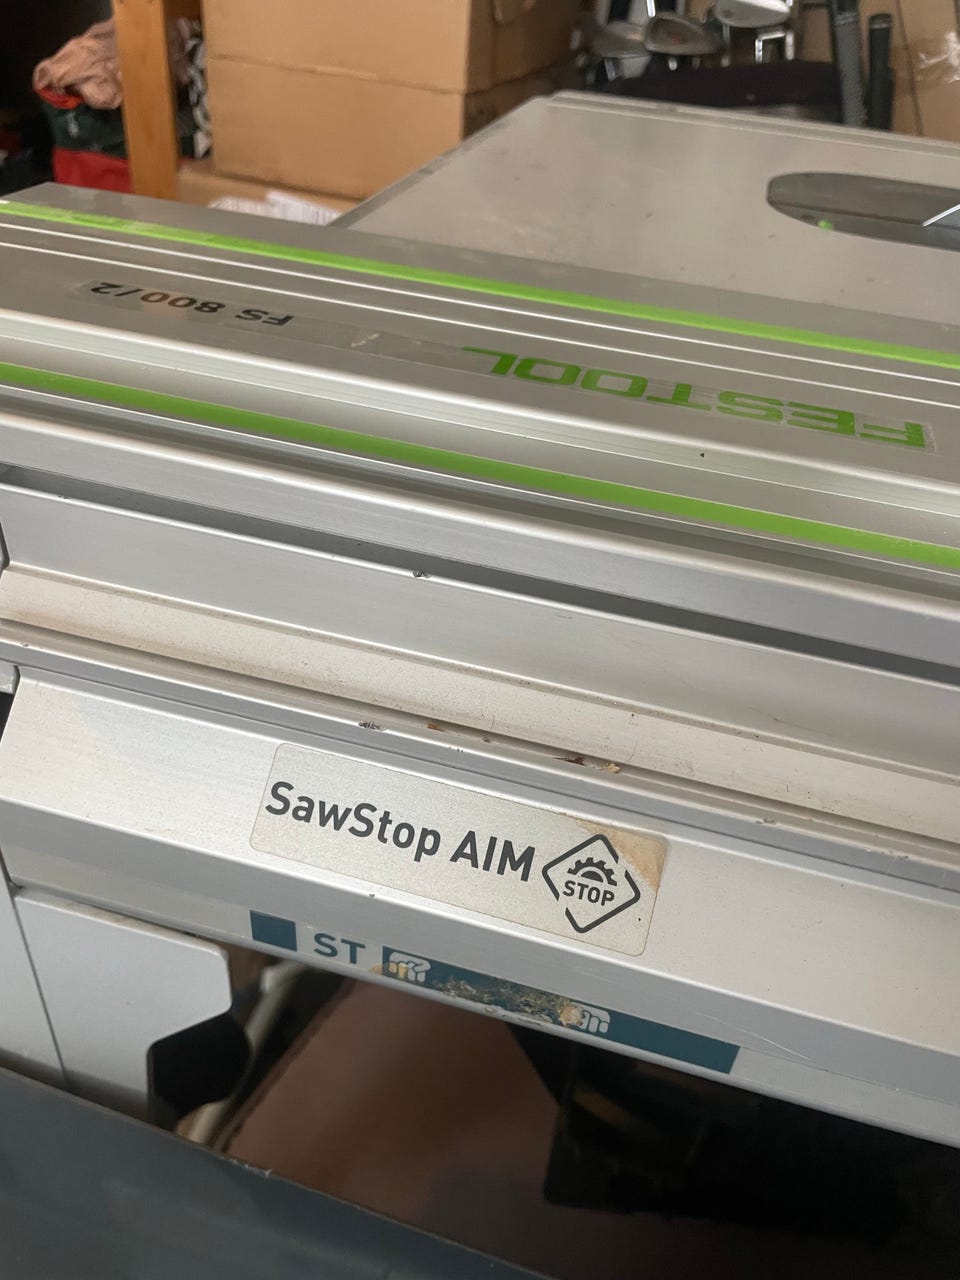 FS 800/2
FESTOOL
SawStop AIM
STOP
ST